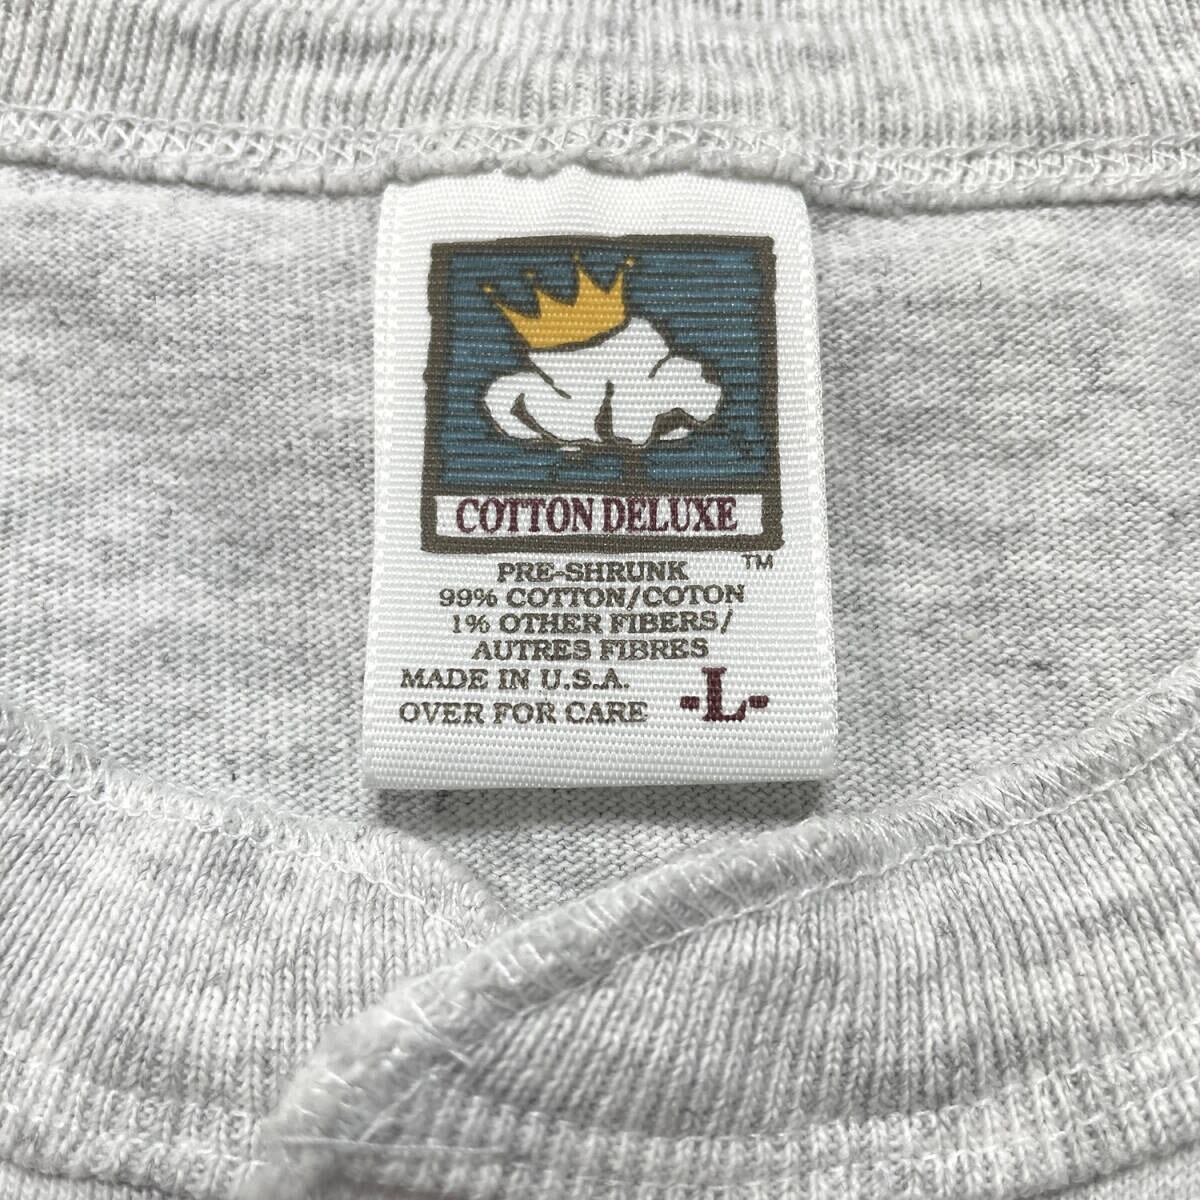 COTTON DELUXE
TM
PRE-SHRUNK
99% COTTON/COTON
1% OTHER FIBERS/
AUTRES FIBRES
MADE IN U.S.A.
OVER FOR CARE -L-